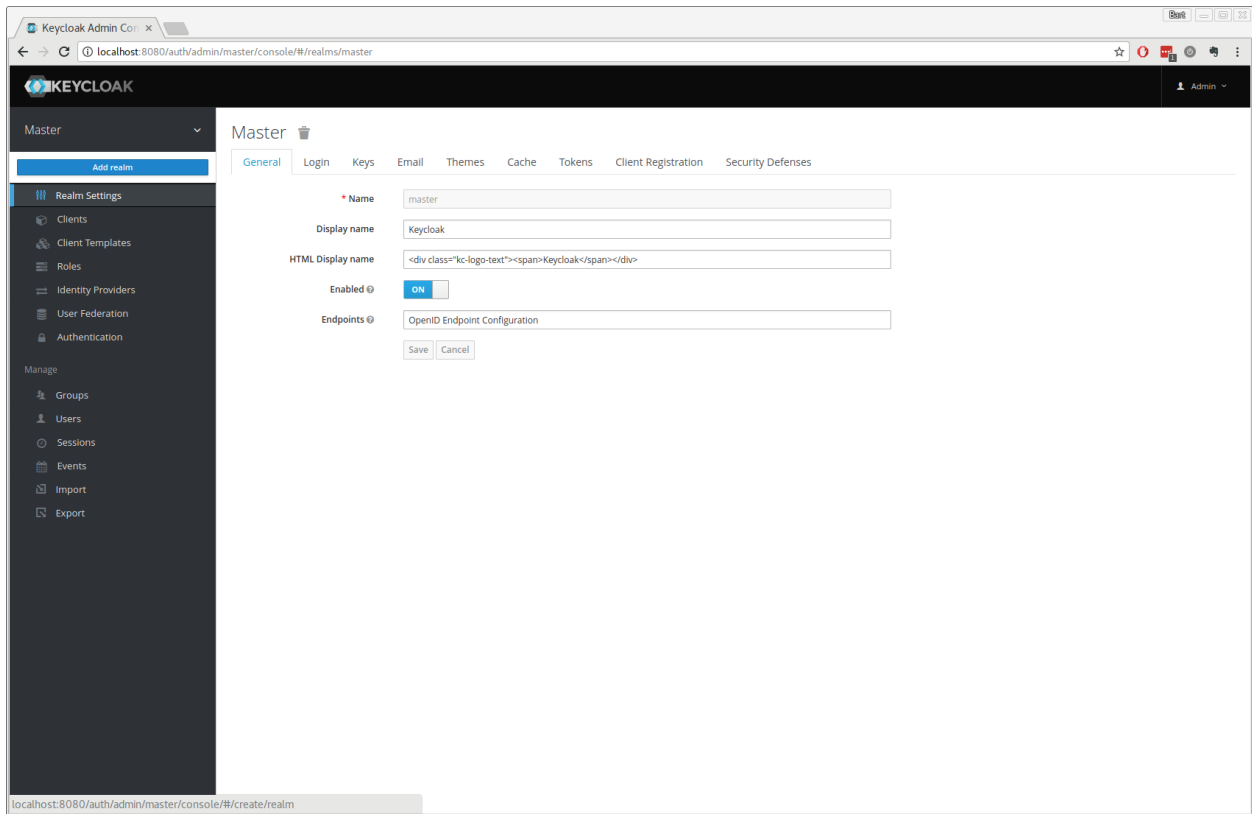 Keycloak Admin Con
Bart
localhost:8080/auth/admin/master/console/#/realms/master
KEYCLOAK
Admin
Master
Add realm
Realm Settings
Clients
Client Templates
Roles
Identity Providers
User Federation
Authentication
Manage
Groups
Users
Sessions
Events
Import
Export
Master
General Login Keys Email Themes Cache Tokens Client Registration Security Defenses
* Name master
Display name Keycloak
HTML Display name <div class="kc-logo-text"><span>Keycloak</span></div>
Enabled ON
Endpoints OpenID Endpoint Configuration
Save Cancel
localhost:8080/auth/admin/master/console/#/create/realm